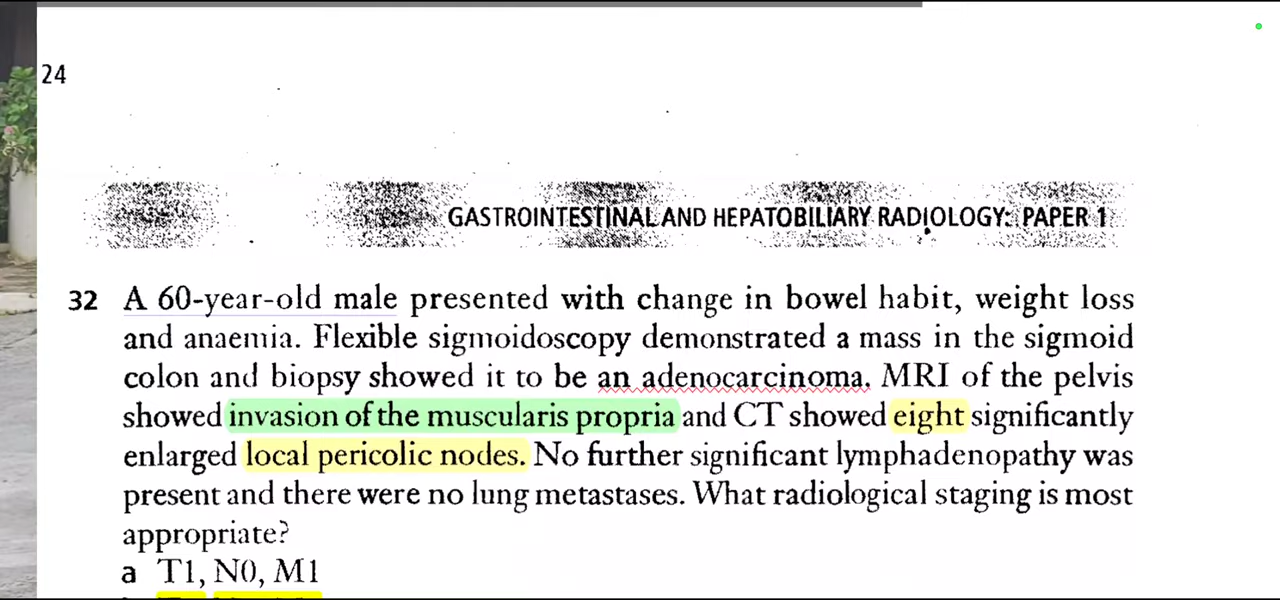 24
GASTROINTESTINAL AND HEPATOBILIARY RADIOLOGY: PAPER 1
32 A 60-year-old male presented with change in bowel habit, weight loss
and anaemia. Flexible sigmoidoscopy demonstrated a mass in the sigmoid
colon and biopsy showed it to be an adenocarcinoma. MRI of the pelvis
showed invasion of the muscularis propria and CT showed eight significantly
enlarged local pericolic nodes. No further significant lymphadenopathy was
present and there were no lung metastases. What radiological staging is most
appropriate?
a T1, N0, M1